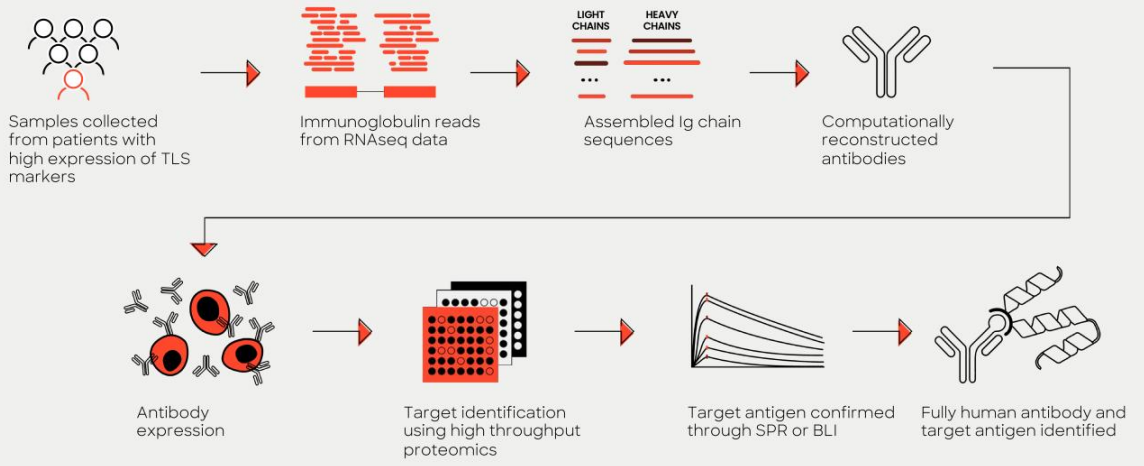 LIGHT
CHAINS
HEAVY
CHAINS
Samples collected
from patients with
high expression of TLS
markers
Immunoglobulin reads
from RNAseq data
Assembled Ig chain
sequences
Computationally
reconstructed
antibodies
Antibody
expression
Target identification
using high throughput
proteomics
Target antigen confirmed
through SPR or BLI
Fully human antibody and
target antigen identified